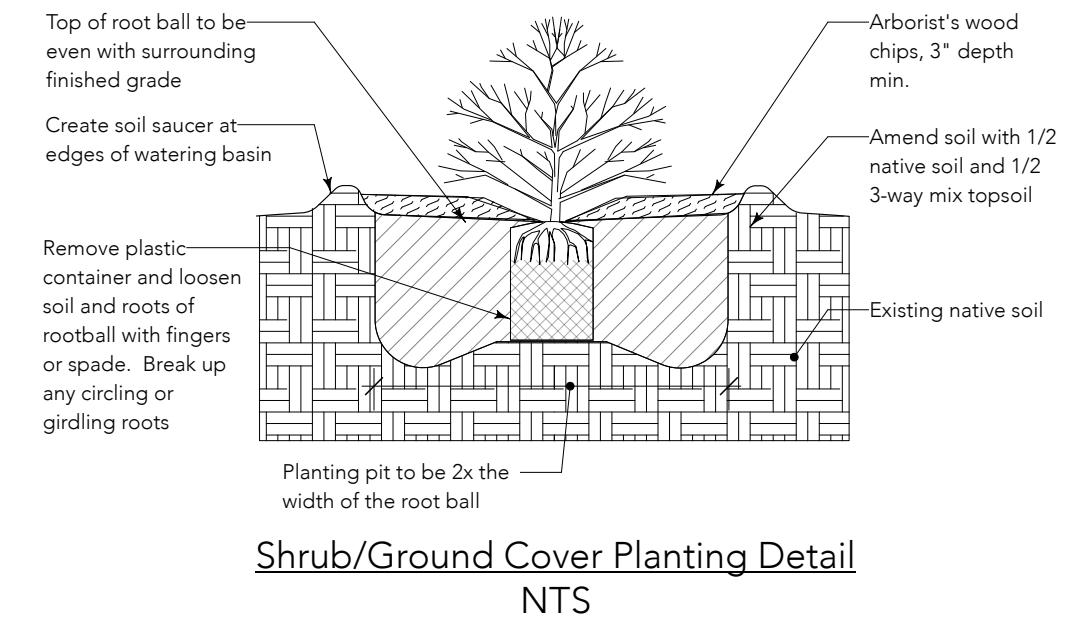 Top of root ball to be
even with surrounding
finished grade
Create soil saucer at
edges of watering basin
Remove plastic
container and loosen
soil and roots of
rootball with fingers
or spade. Break up
any circling or
girdling roots
Arborist's wood
chips, 3" depth
min.
Amend soil with 1/2
native soil and 1/2
3-way mix topsoil
Existing native soil
Planting pit to be 2x the
width of the root ball
Shrub/Ground Cover Planting Detail
NTS